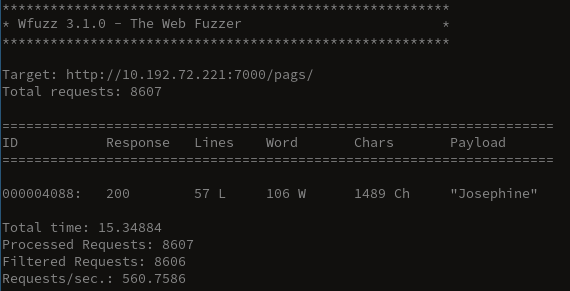 ********************************************************
* Wfuzz 3.1.0 - The Web Fuzzer                         *
********************************************************
Target: http://10.192.72.221:7000/pags/
Total requests: 8607
=====================================================================
ID           Response   Lines    Word       Chars       Payload
=====================================================================
000004088:   200        57 L     106 W      1489 Ch     "Josephine"
Total time: 15.34884
Processed Requests: 8607
Filtered Requests: 8606
Requests/sec.: 560.7586